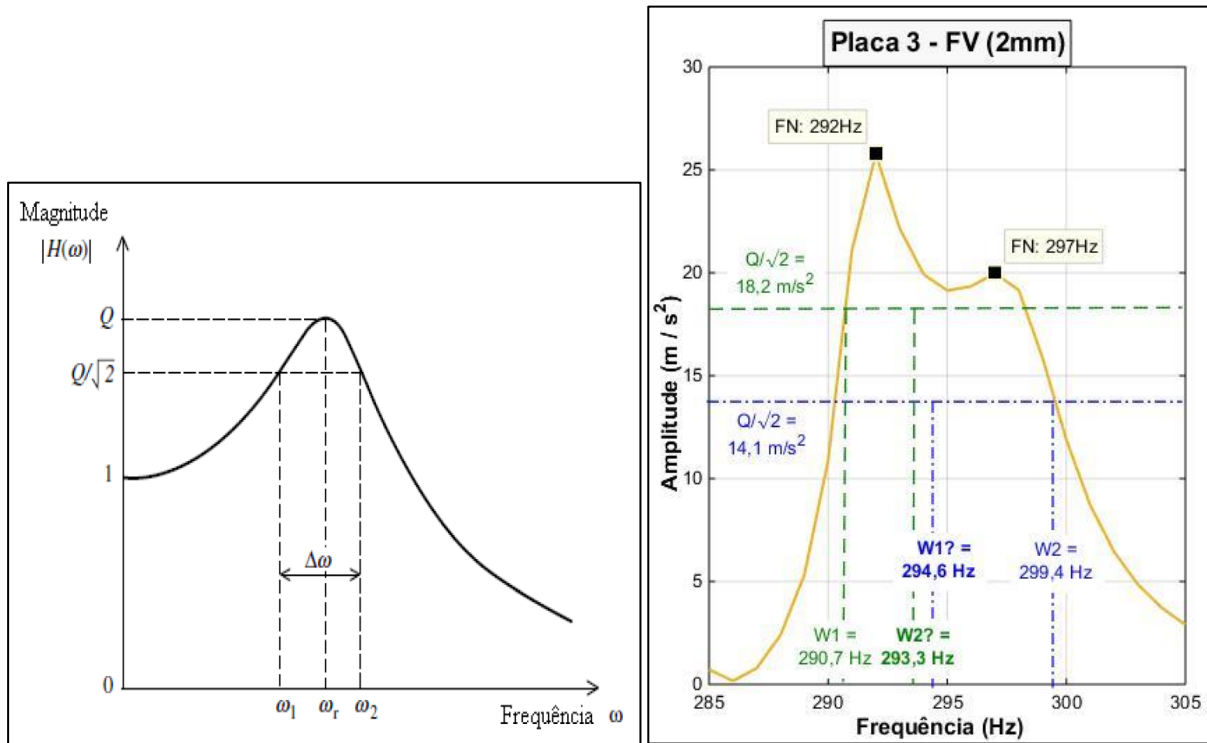 Magnitude
|H(ω)|
Q
Q/√2
1
Δω
0
ω1 ωr ω2
Frequência ω
Placa 3 - FV (2mm)
30
25
20
15
10
5
0
Amplitude (m / s²)
FN: 292Hz
FN: 297Hz
Q/√2 =
18,2 m/s²
Q/√2 =
14,1 m/s²
W1? =
294,6 Hz
W2 =
299,4 Hz
W1 =
290,7 Hz
W2? =
293,3 Hz
285 290 295 300 305
Frequência (Hz)